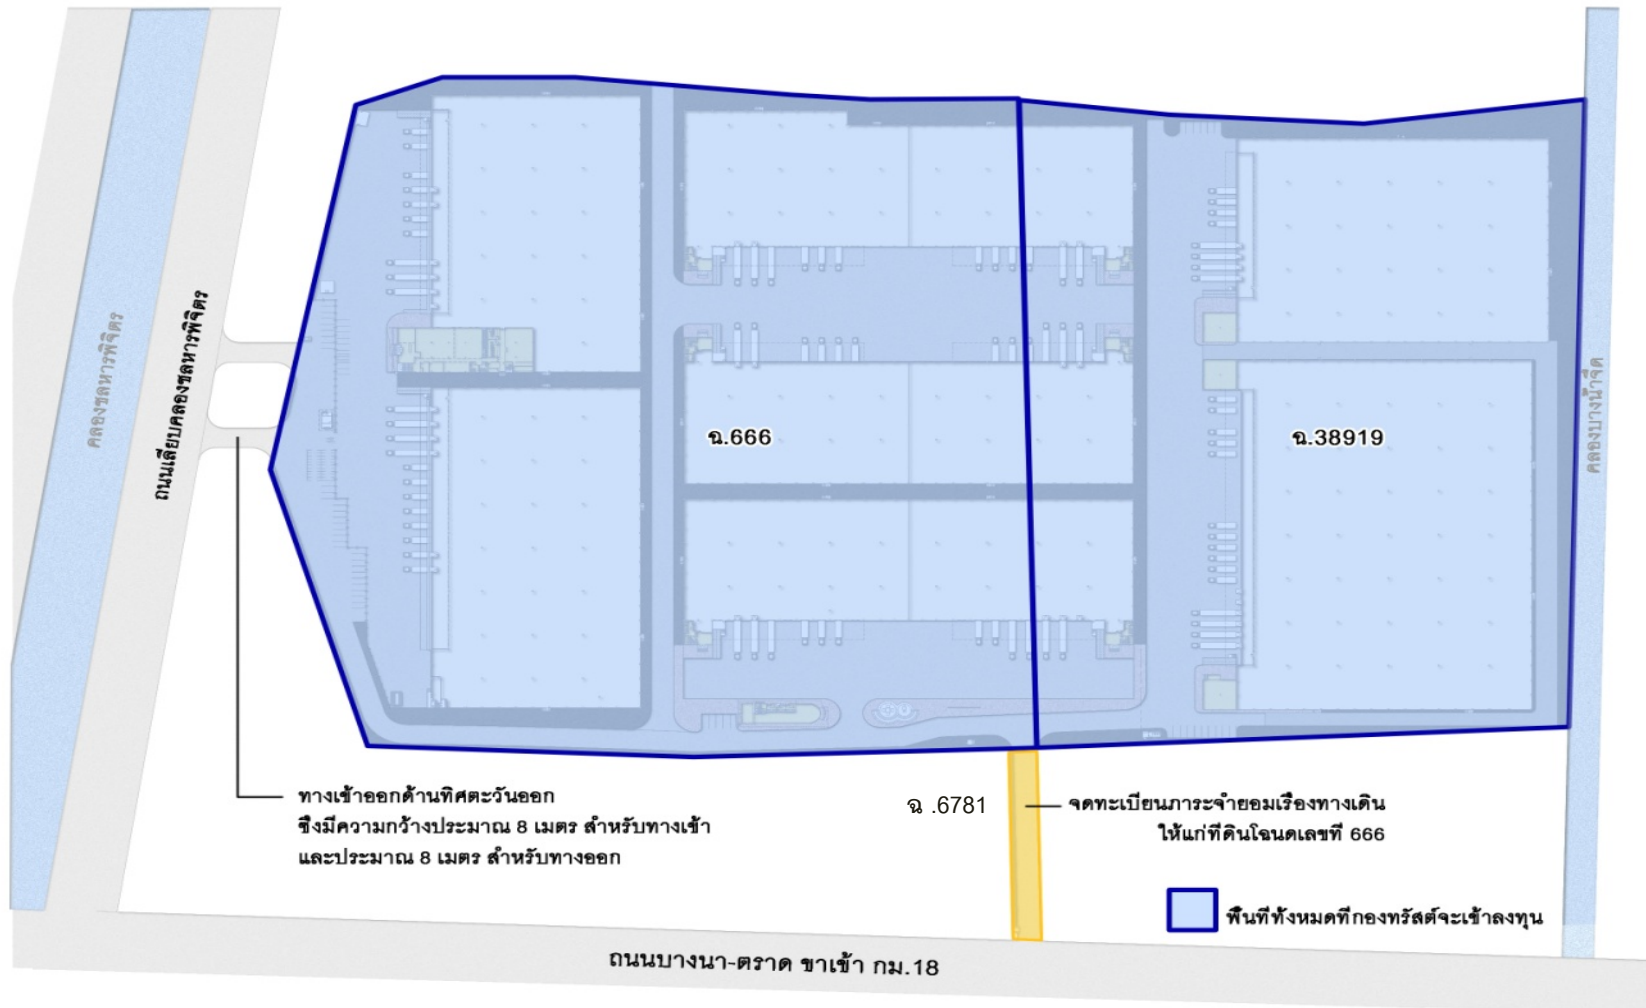 คลองชลหารพิจิตร
ถนนเลียบคลองชลหารพิจิตร
ฉ.666
ฉ.38919
คลองบางน้ำจืด
ทางเข้าออกด้านทิศตะวันออก
ซึ่งมีความกว้างประมาณ 8 เมตร สำหรับทางเข้า
และประมาณ 8 เมตร สำหรับทางออก
ฉ .6781
จดทะเบียนภาระจำยอมเรื่องทางเดิน
ให้แก่ที่ดินโฉนดเลขที่ 666
พื้นที่ทั้งหมดที่กองทรัสต์จะเข้าลงทุน
ถนนบางนา-ตราด ขาเข้า กม.18